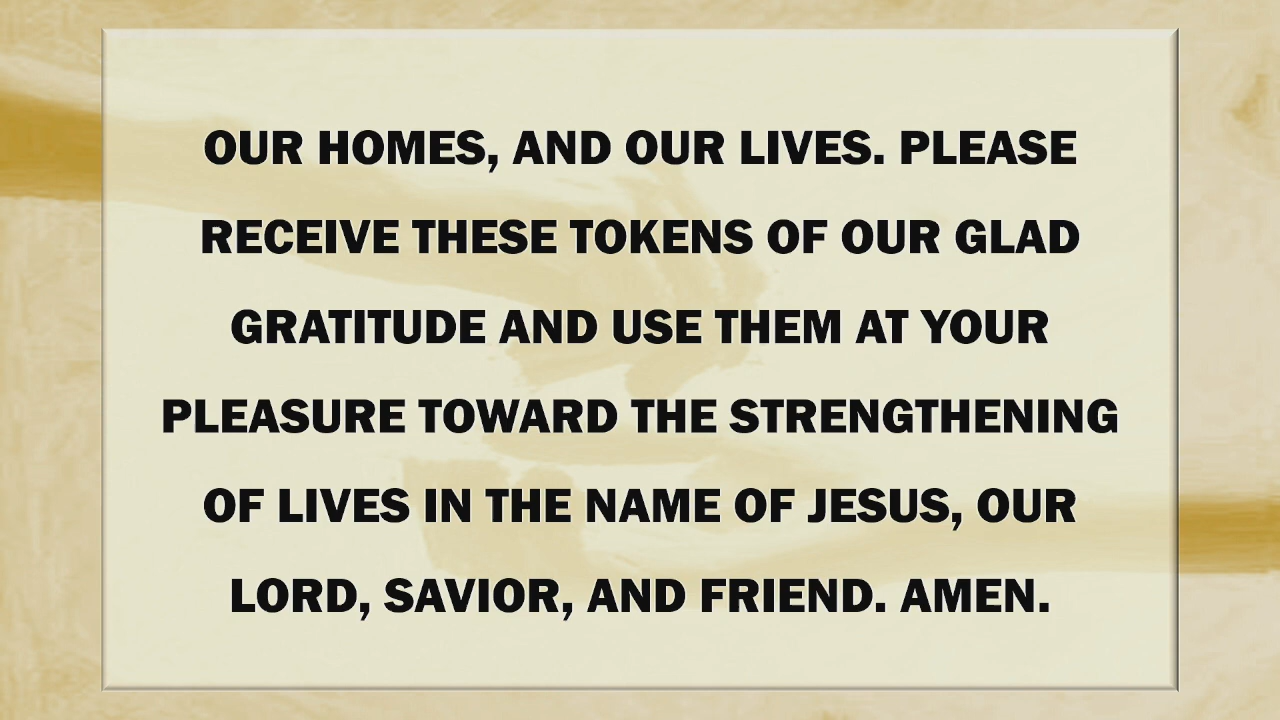 OUR HOMES, AND OUR LIVES. PLEASE
RECEIVE THESE TOKENS OF OUR GLAD
GRATITUDE AND USE THEM AT YOUR
PLEASURE TOWARD THE STRENGTHENING
OF LIVES IN THE NAME OF JESUS, OUR
LORD, SAVIOR, AND FRIEND. AMEN.